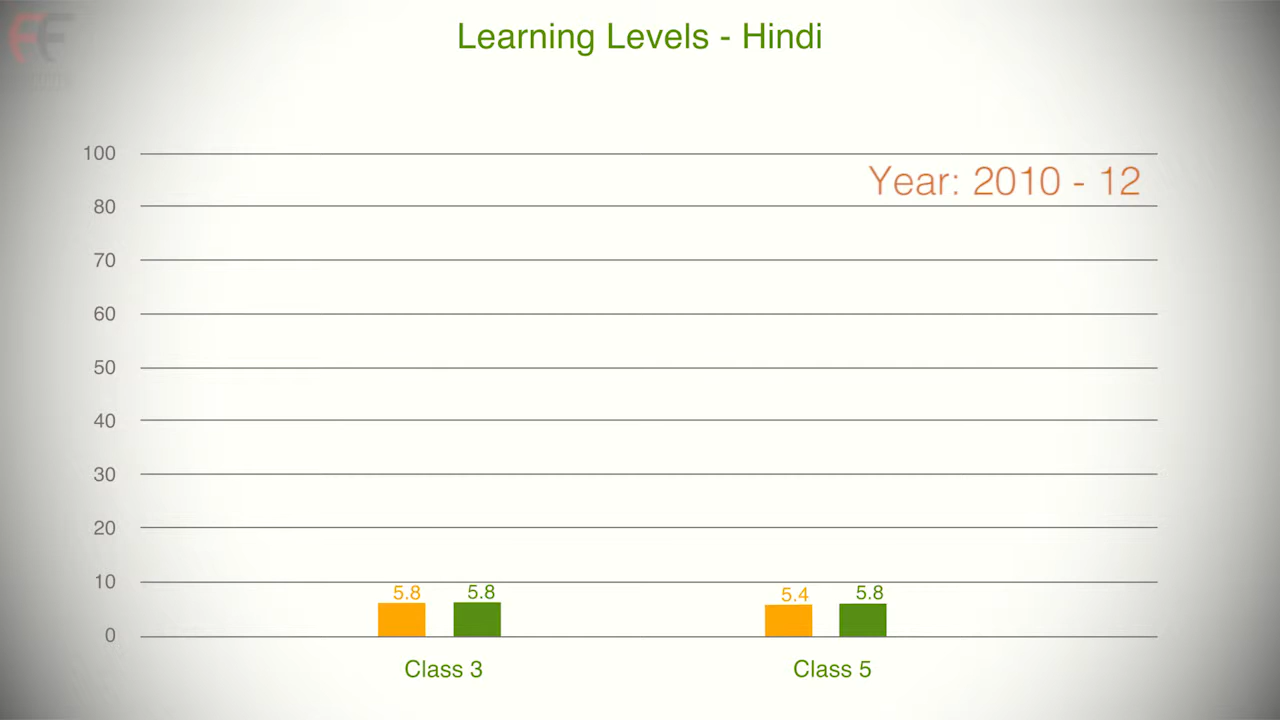 Learning Levels - Hindi
Year: 2010 - 12
100
80
70
60
50
40
30
20
10
0
5.8 5.8 5.4 5.8
Class 3 Class 5